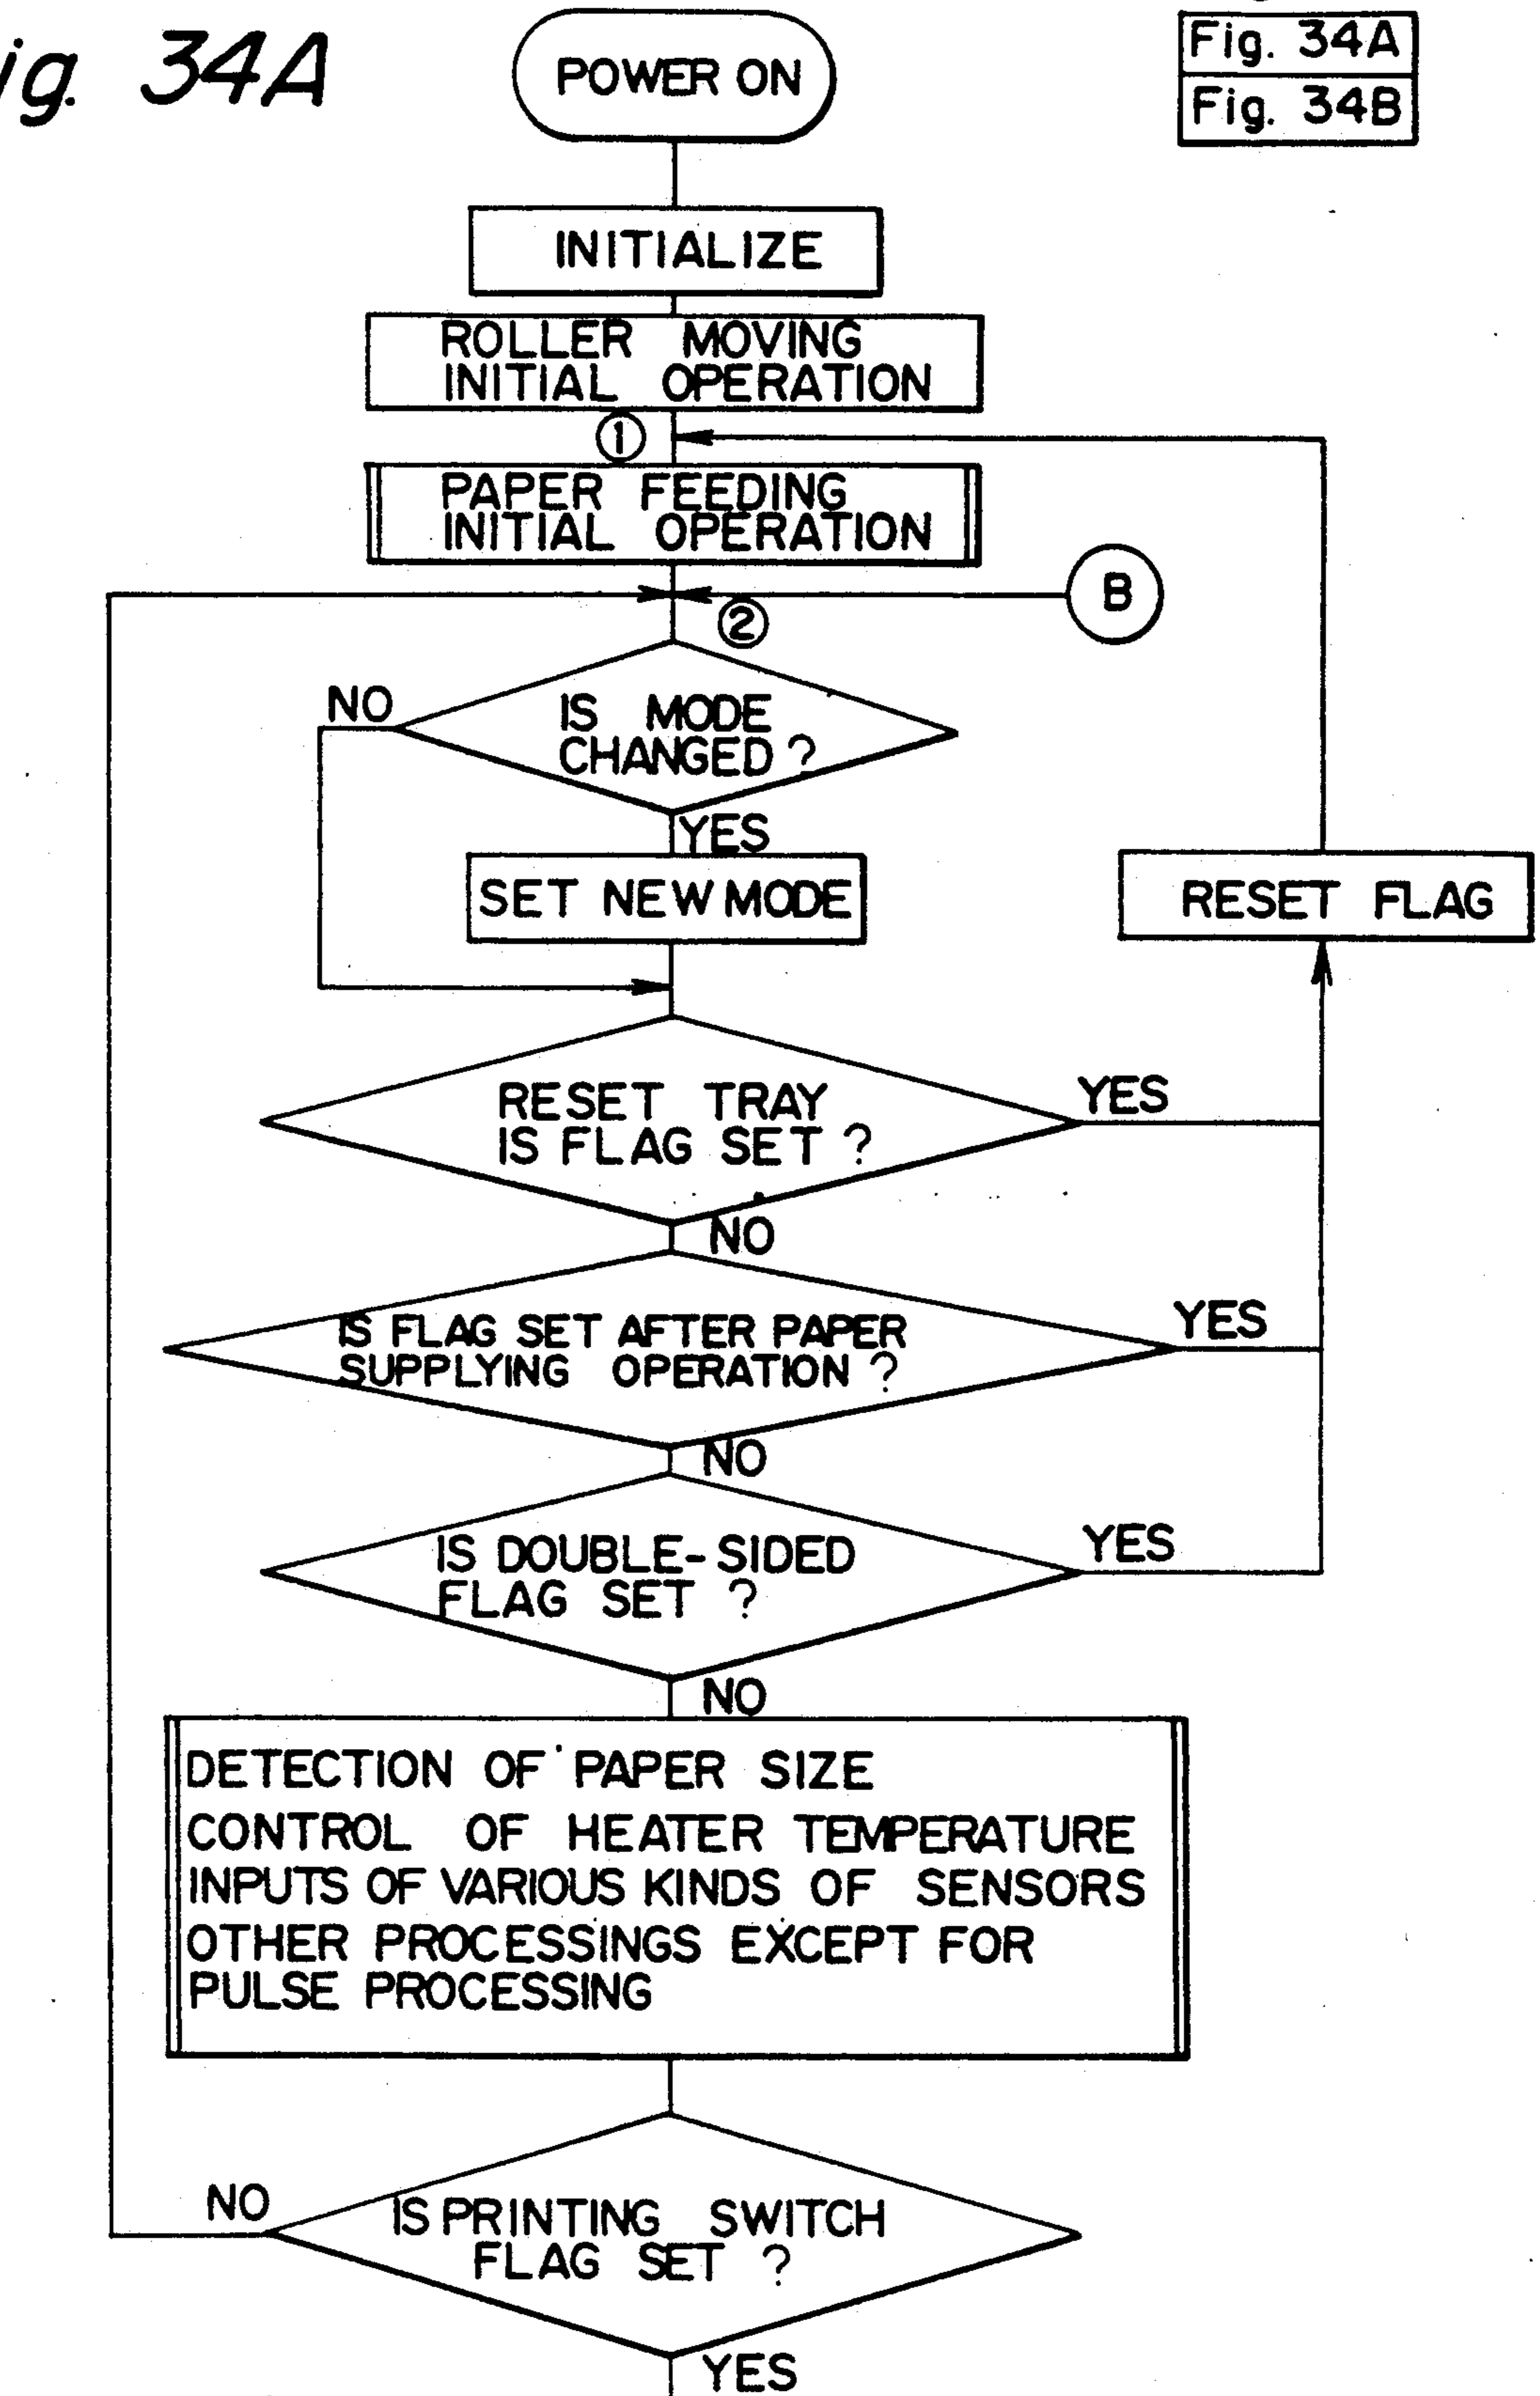 ig. 34A
Fig. 34A
Fig. 34B
POWER ON
INITIALIZE
ROLLER MOVING
INITIAL OPERATION
1
PAPER FEEDING
INITIAL OPERATION
B
2
NO
IS MODE
CHANGED ?
YES
SET NEW MODE
RESET FLAG
RESET TRAY
IS FLAG SET ?
YES
NO
IS FLAG SET AFTER PAPER
SUPPLYING OPERATION ?
YES
NO
IS DOUBLE-SIDED
FLAG SET ?
YES
NO
DETECTION OF PAPER SIZE
CONTROL OF HEATER TEMPERATURE
INPUTS OF VARIOUS KINDS OF SENSORS
OTHER PROCESSINGS EXCEPT FOR
PULSE PROCESSING
NO
IS PRINTING SWITCH
FLAG SET ?
YES